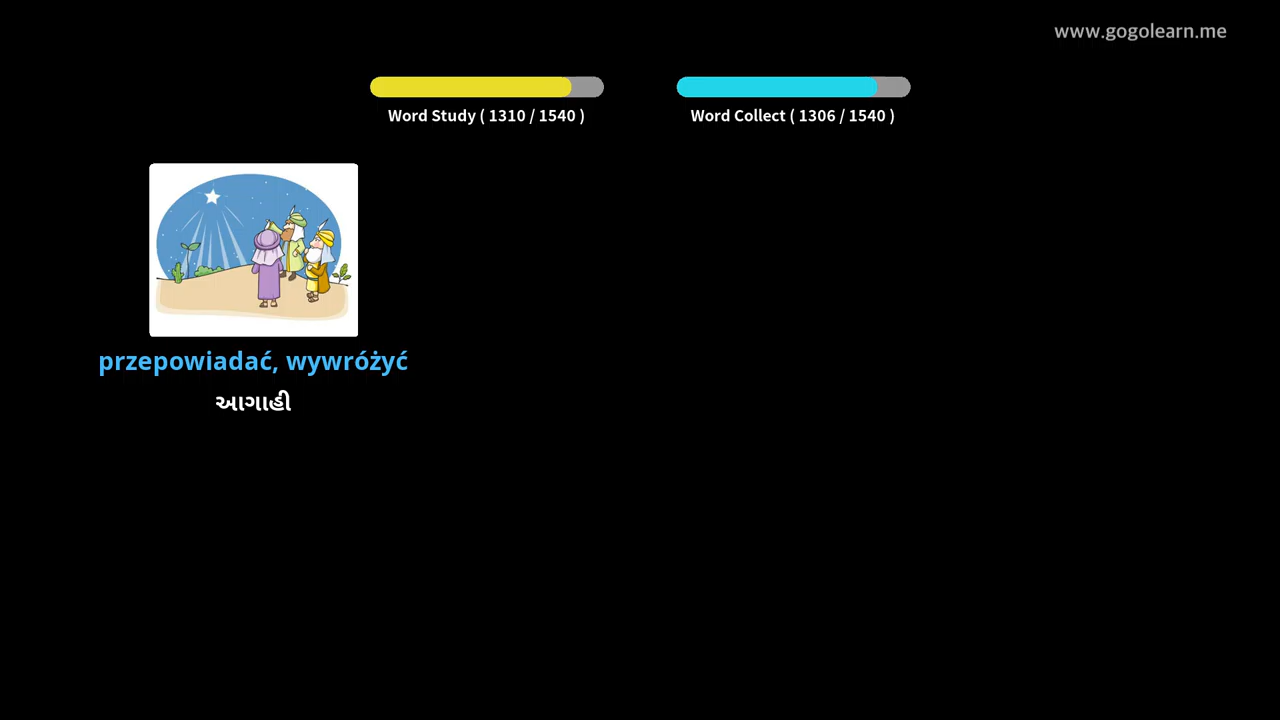 www.gogolearn.me
Word Study ( 1310 / 1540 )
Word Collect ( 1306 / 1540 )
przepowiadać, wywróżyć
આગાહી